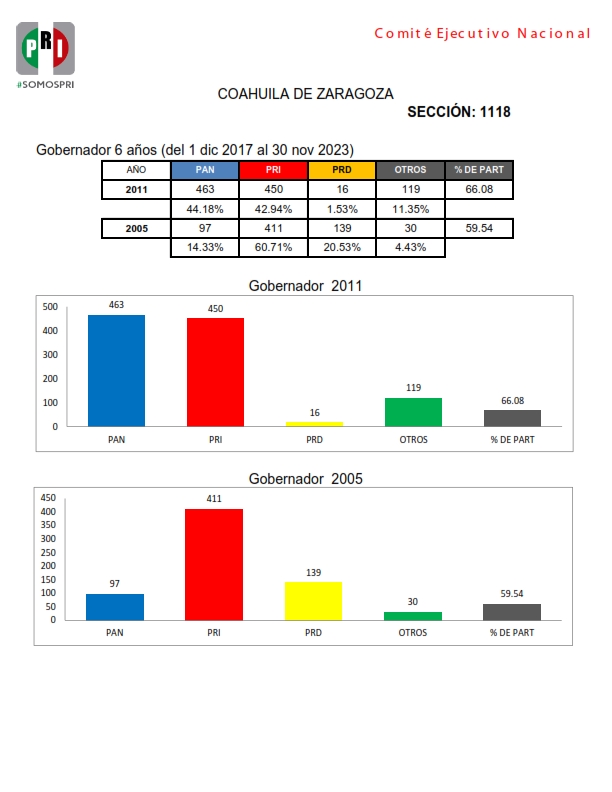 PRI
#SOMOSPRI
Comité Ejecutivo Nacional
COAHUILA DE ZARAGOZA
SECCIÓN: 1118
Gobernador 6 años (del 1 dic 2017 al 30 nov 2023)
AÑO PAN PRI PRD OTROS % DE PART
2011 463 450 16 119 66.08
44.18% 42.94% 1.53% 11.35%
2005 97 411 139 30 59.54
14.33% 60.71% 20.53% 4.43%
Gobernador 2011
500
400
300
200
100
0
463
450
16
119
66.08
PAN PRI PRD OTROS % DE PART
Gobernador 2005
450
400
350
300
250
200
150
100
50
0
97
411
139
30
59.54
PAN PRI PRD OTROS % DE PART